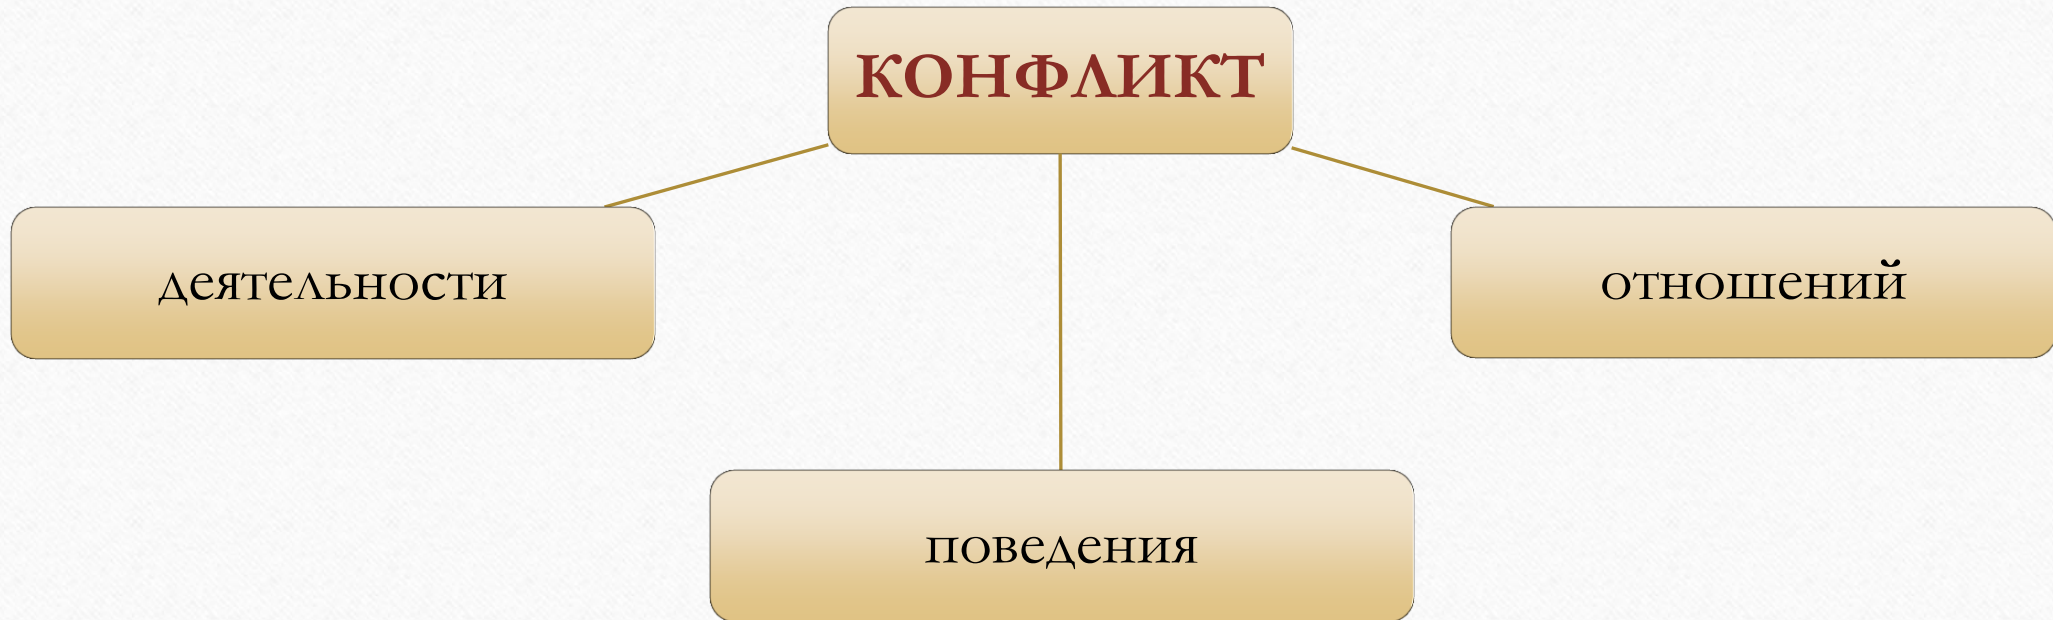 КОНФЛИКТ
деятельности
отношений
поведения